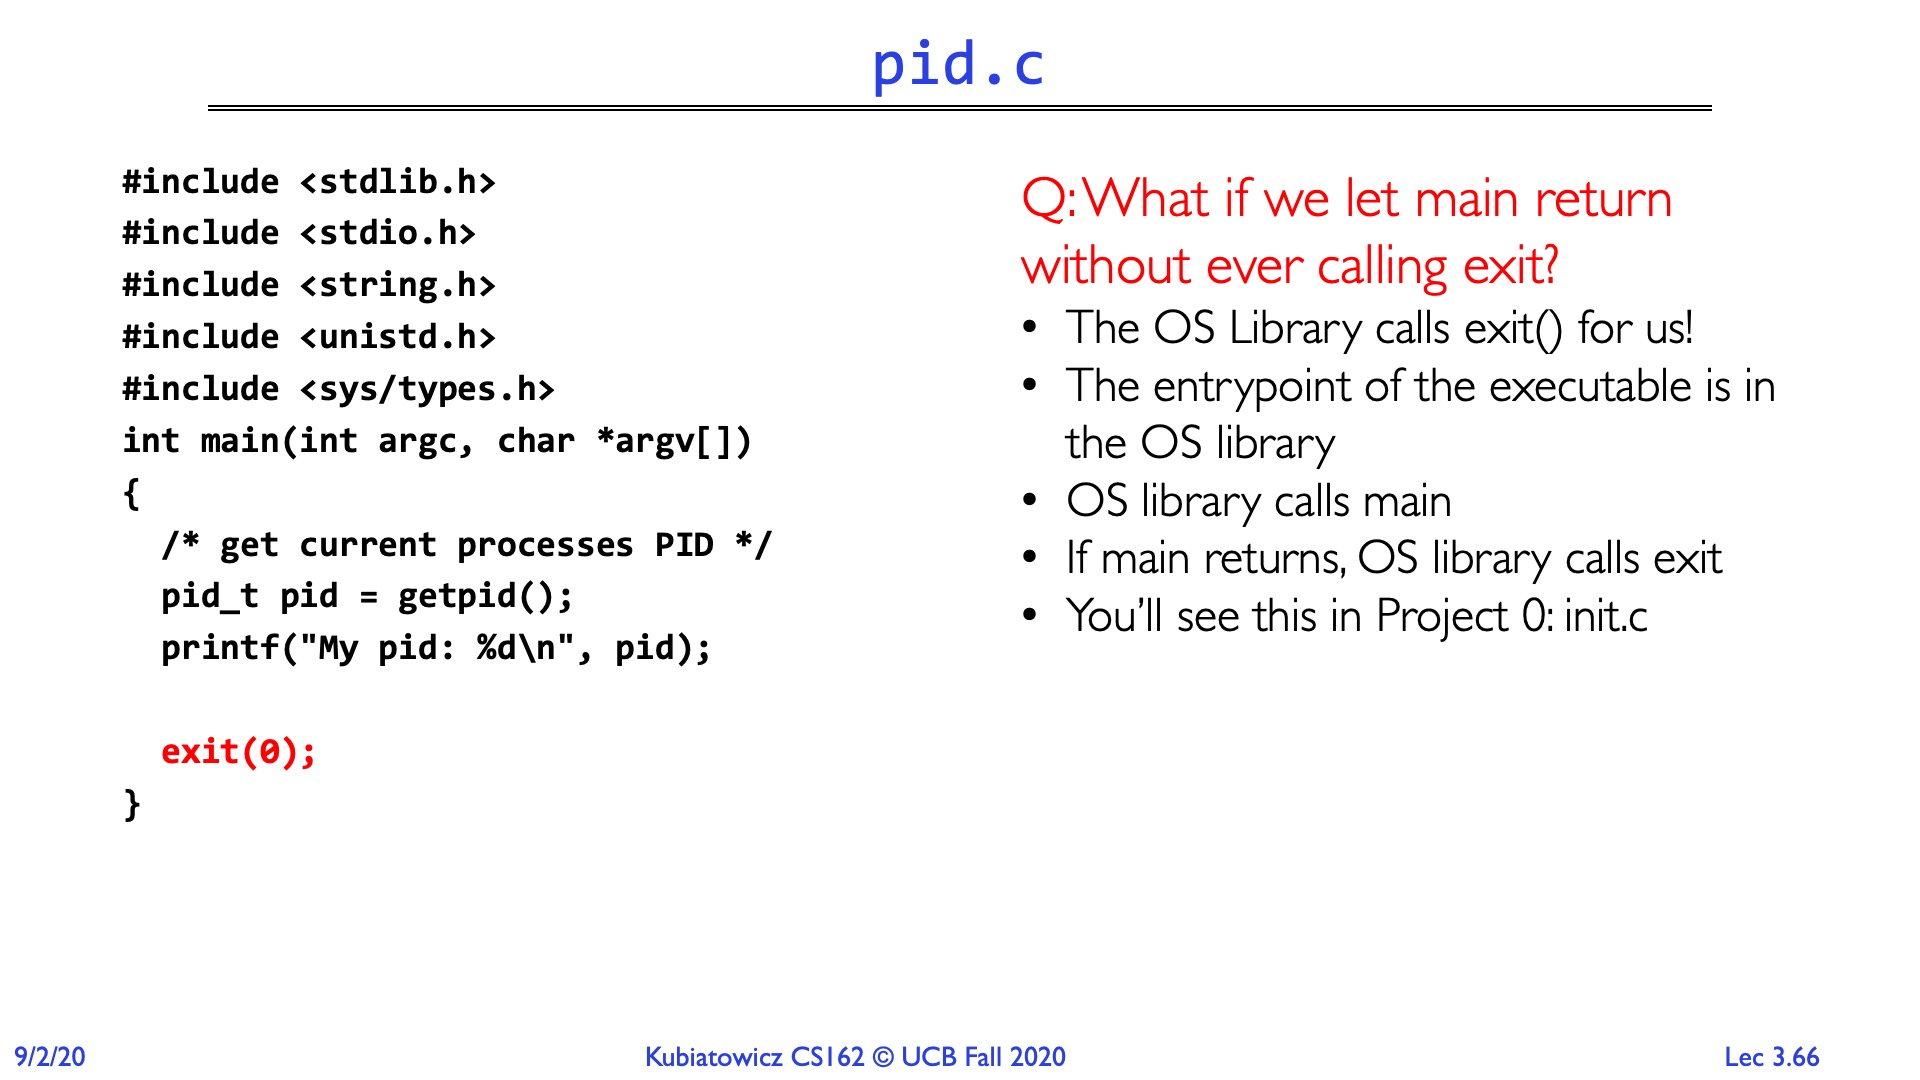 pid.c
#include <stdlib.h>
#include <stdio.h>
#include <string.h>
#include <unistd.h>
#include <sys/types.h>
int main(int argc, char *argv[])
{
  /* get current processes PID */
  pid_t pid = getpid();
  printf("My pid: %d\n", pid);
  exit(0);
}
Q: What if we let main return
without ever calling exit?
• The OS Library calls exit() for us!
• The entrypoint of the executable is in
the OS library
• OS library calls main
• If main returns, OS library calls exit
• You’ll see this in Project 0: init.c
9/2/20
Kubiatowicz CS162 © UCB Fall 2020
Lec 3.66